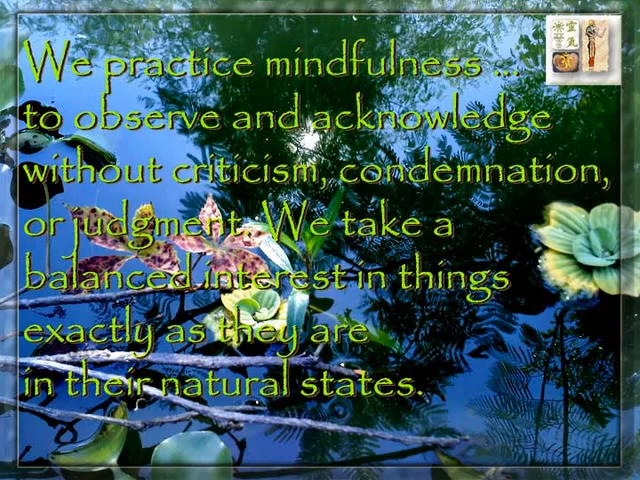 We practice mindfulness ...
to observe and acknowledge
without criticism, condemnation,
or judgment. We take a
balanced interest in things
exactly as they are
in their natural states.